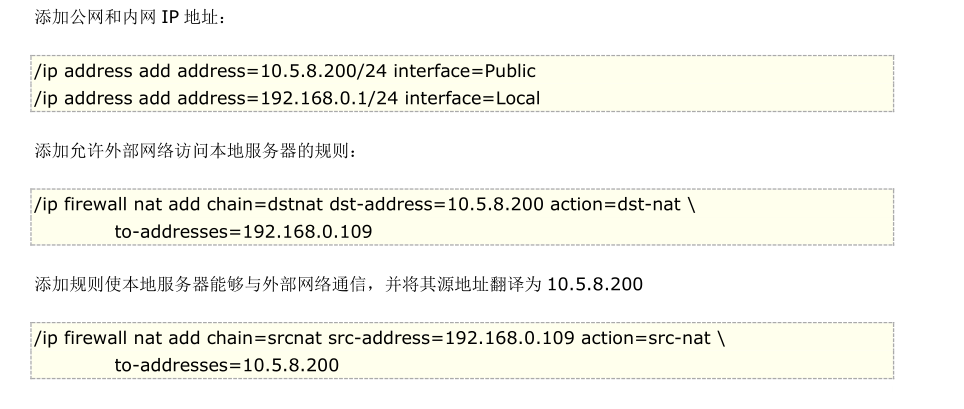 添加公网和内网 IP 地址：
/ip address add address=10.5.8.200/24 interface=Public
/ip address add address=192.168.0.1/24 interface=Local
添加允许外部网络访问本地服务器的规则：
/ip firewall nat add chain=dstnat dst-address=10.5.8.200 action=dst-nat \
to-addresses=192.168.0.109
添加规则使本地服务器能够与外部网络通信，并将其源地址翻译为 10.5.8.200
/ip firewall nat add chain=srcnat src-address=192.168.0.109 action=src-nat \
to-addresses=10.5.8.200